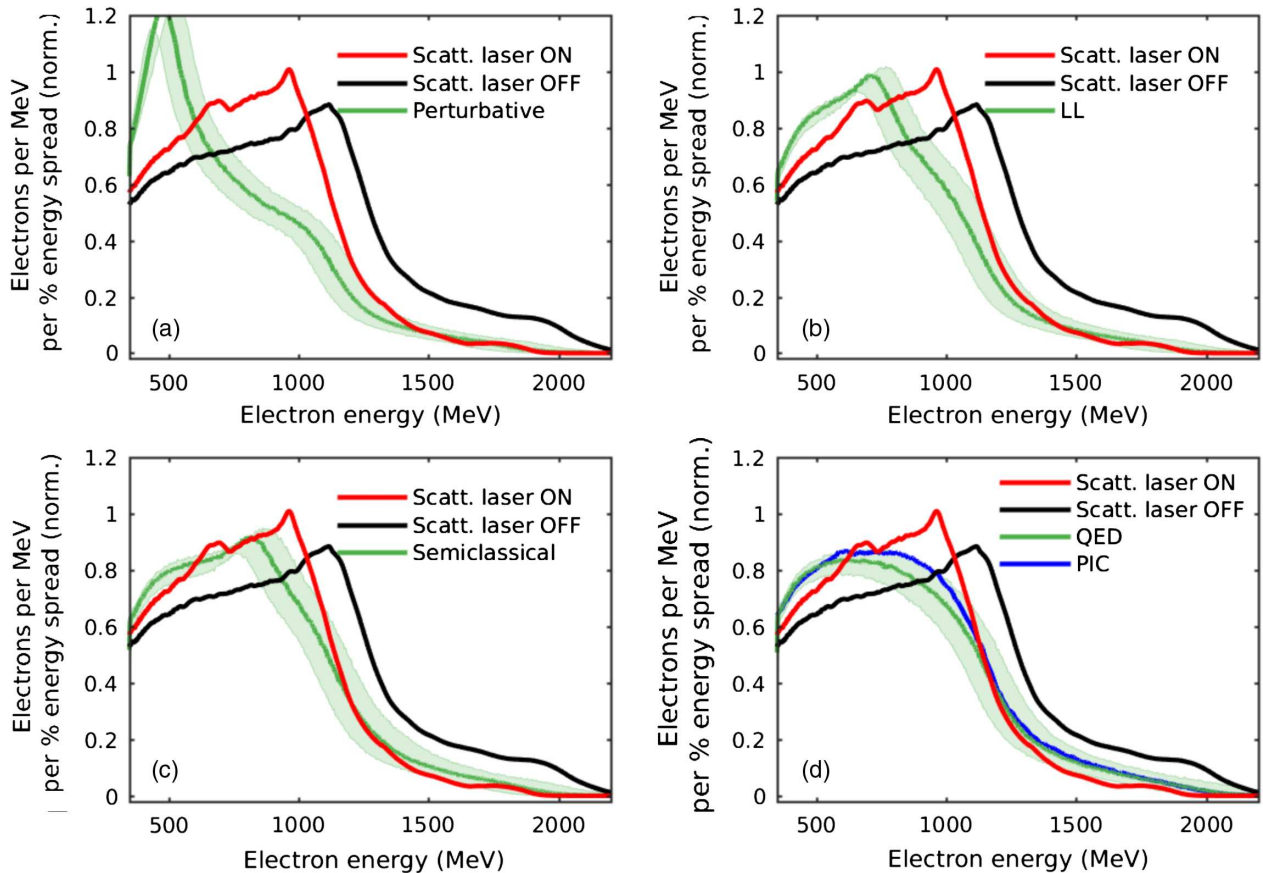 Electrons per MeV
per % energy spread (norm.)
1.2
1
0.8
0.6
0.4
0.2
0
Scatt. laser ON
Scatt. laser OFF
Perturbative
(a)
500 1000 1500 2000
Electron energy (MeV)
Electrons per MeV
per % energy spread (norm.)
1.2
1
0.8
0.6
0.4
0.2
0
Scatt. laser ON
Scatt. laser OFF
LL
(b)
500 1000 1500 2000
Electron energy (MeV)
Electrons per MeV
per % energy spread (norm.)
1.2
1
0.8
0.6
0.4
0.2
0
Scatt. laser ON
Scatt. laser OFF
Semiclassical
(c)
500 1000 1500 2000
Electron energy (MeV)
Electrons per MeV
per % energy spread (norm.)
1.2
1
0.8
0.6
0.4
0.2
0
Scatt. laser ON
Scatt. laser OFF
QED
PIC
(d)
500 1000 1500 2000
Electron energy (MeV)